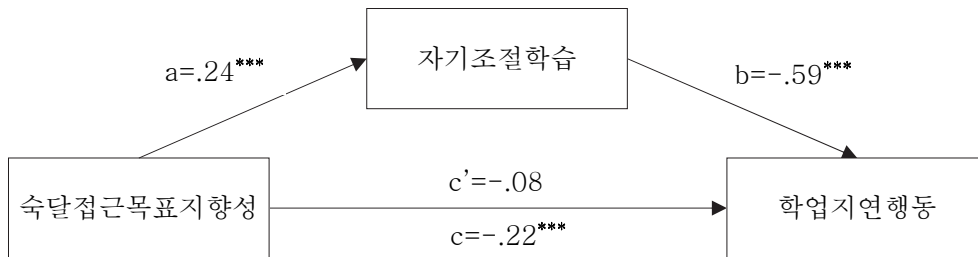 자기조절학습
a=.24***
b=-.59***
숙달접근목표지향성
c'=-.08
학업지연행동
c=-.22***